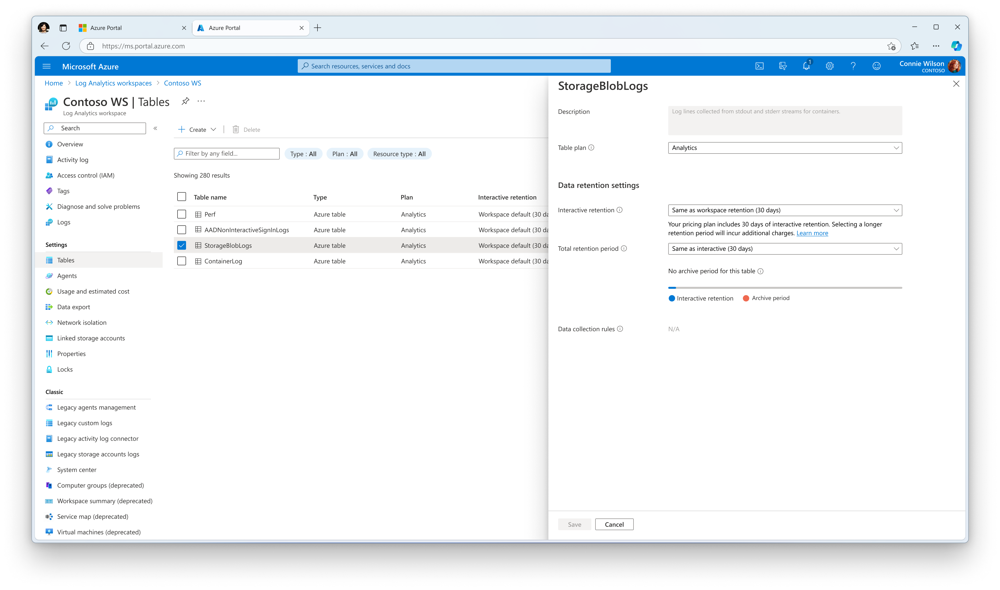 Azure Portal
Azure Portal
https://ms.portal.azure.com
Microsoft Azure
Search resources, services and docs
1
Connie Wilson
CONTOSO
Home > Log Analytics workspaces > Contoso WS
Contoso WS | Tables
Log Analytics workspace
Search
«
Overview
Activity log
Access control (IAM)
Tags
Diagnose and solve problems
Logs
Settings
Tables
Agents
Usage and estimated cost
Data export
Network isolation
Linked storage accounts
Properties
Locks
Classic
Legacy agents management
Legacy custom logs
Legacy activity log connector
Legacy storage accounts logs
System center
Computer groups (deprecated)
Workspace summary (deprecated)
Service map (deprecated)
Virtual machines (deprecated)
Create
Delete
Filter by any field...
Type : All
Plan : All
Resource type : All
Showing 280 results
Table name Type Plan Interactive retention
Perf Azure table Analytics Workspace default (30 da
AADNonInteractiveSignInLogs Azure table Analytics Workspace default (30 da
StorageBlobLogs Azure table Analytics Workspace default (30 da
ContainerLog Azure table Analytics Workspace default (30 da
StorageBlobLogs
Description
Log lines collected from stdout and stderr streams for containers.
Table plan
Analytics
Data retention settings
Interactive retention
Same as workspace retention (30 days)
Your pricing plan includes 30 days of interactive retention. Selecting a longer
retention period will incur additional charges. Learn more
Total retention period
Same as interactive (30 days)
No archive period for this table
Interactive retention
Archive period
Data collection rules
N/A
Save
Cancel